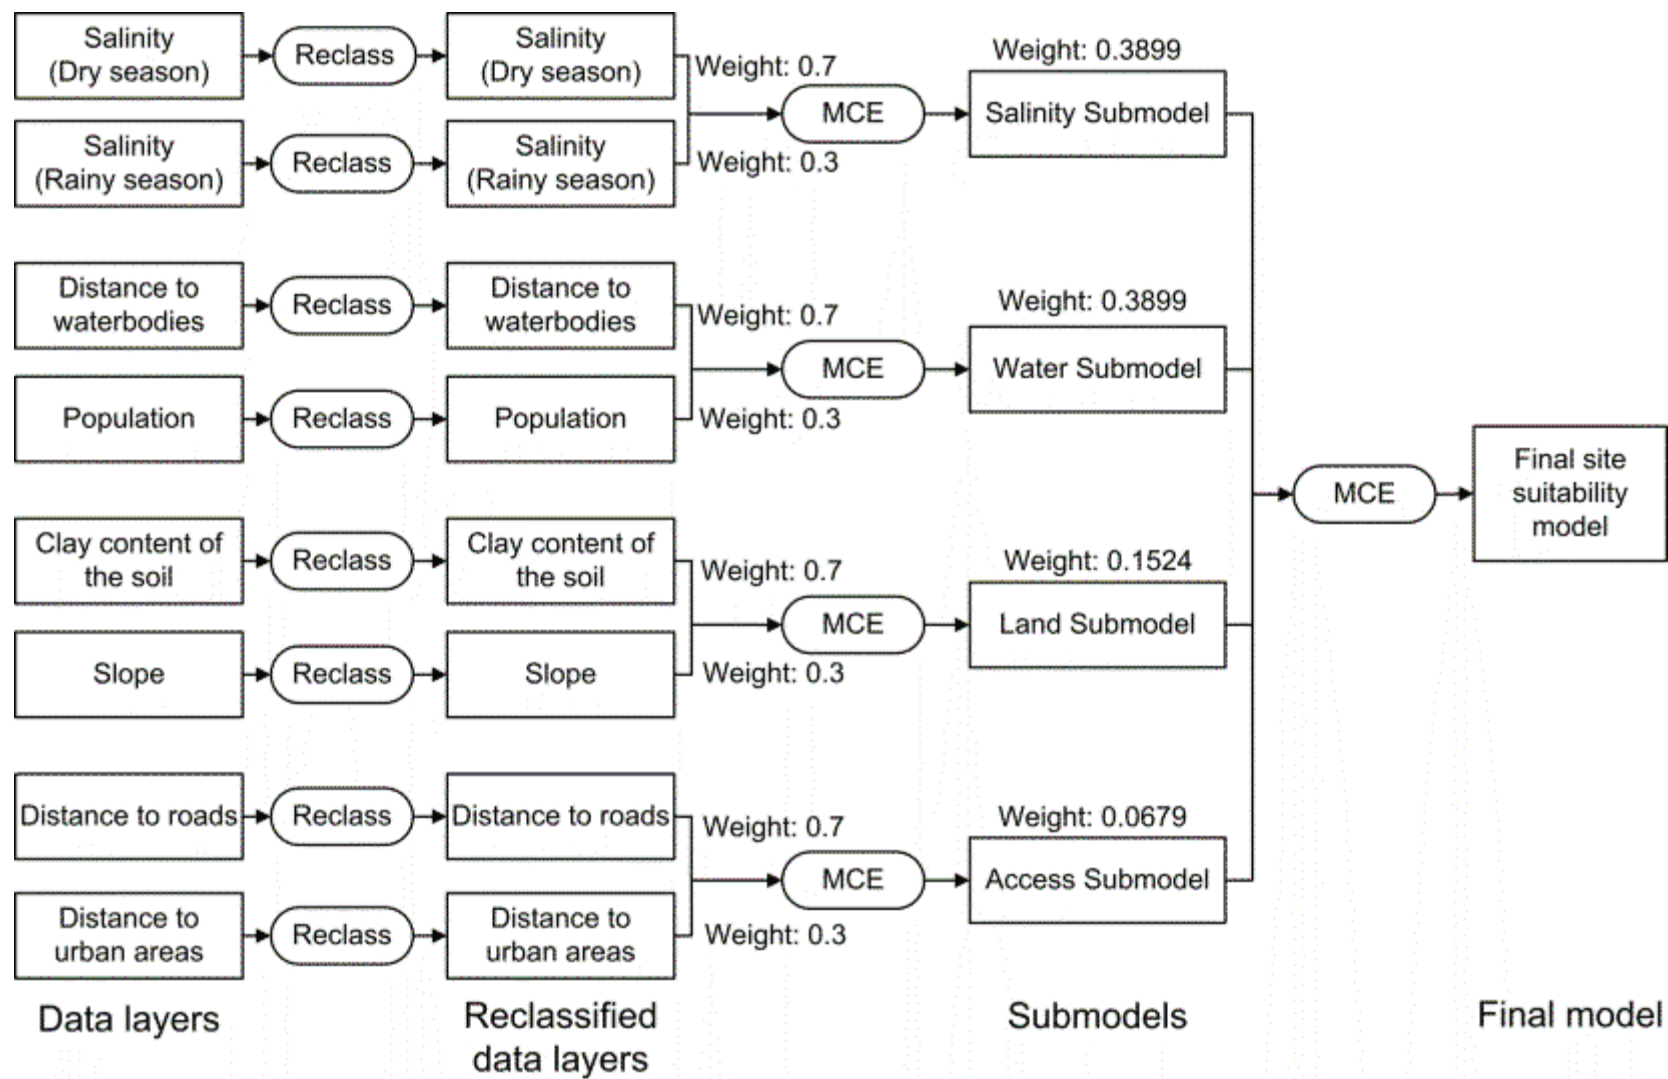 Salinity
(Dry season)
Reclass
Salinity
(Dry season)
Weight: 0.7
Salinity
(Rainy season)
Reclass
Salinity
(Rainy season)
Weight: 0.3
MCE
Weight: 0.3899
Salinity Submodel
Distance to
waterbodies
Reclass
Distance to
waterbodies
Weight: 0.7
Population
Reclass
Population
Weight: 0.3
MCE
Weight: 0.3899
Water Submodel
Clay content of
the soil
Reclass
Clay content of
the soil
Weight: 0.7
Slope
Reclass
Slope
Weight: 0.3
MCE
Weight: 0.1524
Land Submodel
Distance to roads
Reclass
Distance to roads
Weight: 0.7
Distance to
urban areas
Reclass
Distance to
urban areas
Weight: 0.3
MCE
Weight: 0.0679
Access Submodel
MCE
Final site
suitability
model
Data layers
Reclassified
data layers
Submodels
Final model